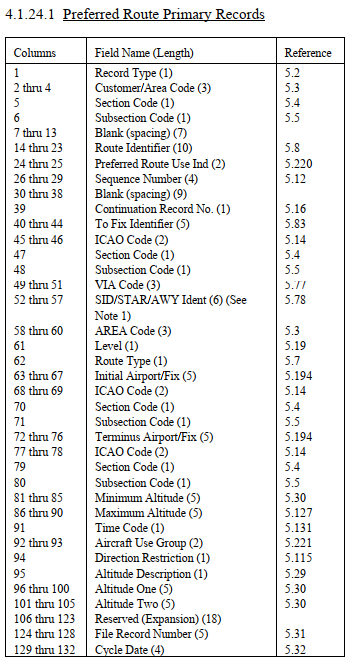 4.1.24.1 Preferred Route Primary Records
Columns Field Name (Length) Reference
1 Record Type (1) 5.2
2 thru 4 Customer/Area Code (3) 5.3
5 Section Code (1) 5.4
6 Subsection Code (1) 5.5
7 thru 13 Blank (spacing) (7)
14 thru 23 Route Identifier (10) 5.8
24 thru 25 Preferred Route Use Ind (2) 5.220
26 thru 29 Sequence Number (4) 5.12
30 thru 38 Blank (spacing) (9)
39 Continuation Record No. (1) 5.16
40 thru 44 To Fix Identifier (5) 5.83
45 thru 46 ICAO Code (2) 5.14
47 Section Code (1) 5.4
48 Subsection Code (1) 5.5
49 thru 51 VIA Code (3) 5.77
52 thru 57 SID/STAR/AWY Ident (6) (See 5.78
Note 1)
58 thru 60 AREA Code (3) 5.3
61 Level (1) 5.19
62 Route Type (1) 5.7
63 thru 67 Initial Airport/Fix (5) 5.194
68 thru 69 ICAO Code (2) 5.14
70 Section Code (1) 5.4
71 Subsection Code (1) 5.5
72 thru 76 Terminus Airport/Fix (5) 5.194
77 thru 78 ICAO Code (2) 5.14
79 Section Code (1) 5.4
80 Subsection Code (1) 5.5
81 thru 85 Minimum Altitude (5) 5.30
86 thru 90 Maximum Altitude (5) 5.127
91 Time Code (1) 5.131
92 thru 93 Aircraft Use Group (2) 5.221
94 Direction Restriction (1) 5.115
95 Altitude Description (1) 5.29
96 thru 100 Altitude One (5) 5.30
101 thru 105 Altitude Two (5) 5.30
106 thru 123 Reserved (Expansion) (18)
124 thru 128 File Record Number (5) 5.31
129 thru 132 Cycle Date (4) 5.32